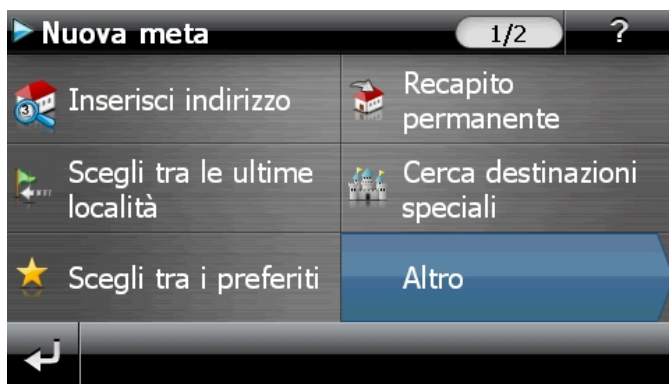 Nuova meta
1/2
?
Inserisci indirizzo
Recapito
permanente
Scegli tra le ultime
località
Cerca destinazioni
speciali
Scegli tra i preferiti
Altro